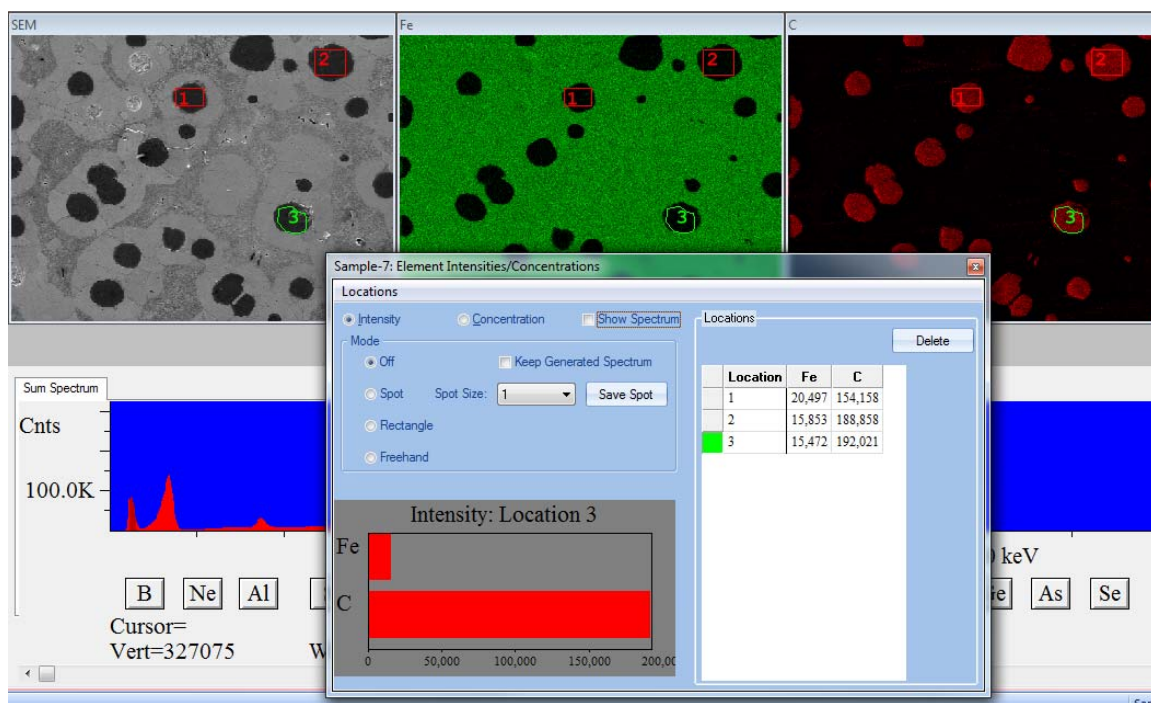 SEM
Fe
C
2
1
3
2
1
3
2
1
3
Sample-7: Element Intensities/Concentrations
Locations
Intensity
Concentration
Show Spectrum
Mode
Off
Keep Generated Spectrum
Spot
Spot Size:
1
Save Spot
Rectangle
Freehand
Locations
Delete
Location Fe C
1 20,497 154,158
2 15,853 188,858
3 15,472 192,021
Intensity: Location 3
Fe
C
0 50,000 100,000 150,000 200,00
Sum Spectrum
Cnts
100.0K
keV
B Ne Al As Se
Cursor=
Vert=327075 W